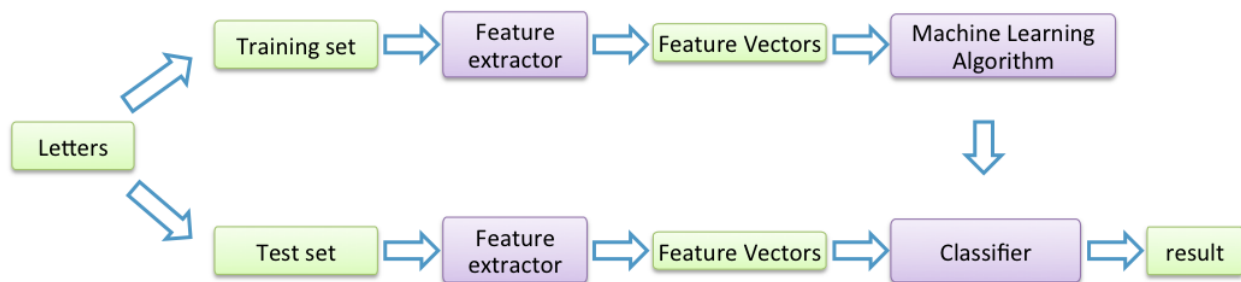 Training set
Feature
extractor
Feature Vectors
Machine Learning
Algorithm
Letters
Test set
Feature
extractor
Feature Vectors
Classifier
result